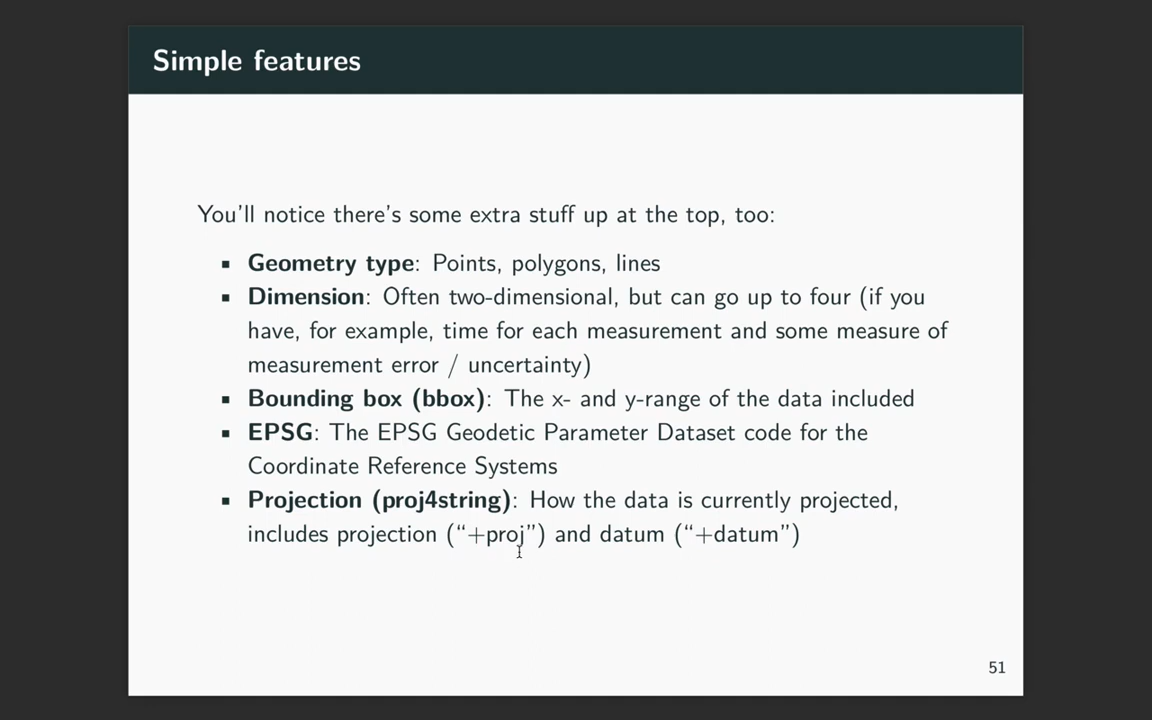 Simple features
You'll notice there's some extra stuff up at the top, too:
▪ Geometry type: Points, polygons, lines
▪ Dimension: Often two-dimensional, but can go up to four (if you
have, for example, time for each measurement and some measure of
measurement error / uncertainty)
▪ Bounding box (bbox): The x- and y-range of the data included
▪ EPSG: The EPSG Geodetic Parameter Dataset code for the
Coordinate Reference Systems
▪ Projection (proj4string): How the data is currently projected,
includes projection (“+proj”) and datum (“+datum”)
51